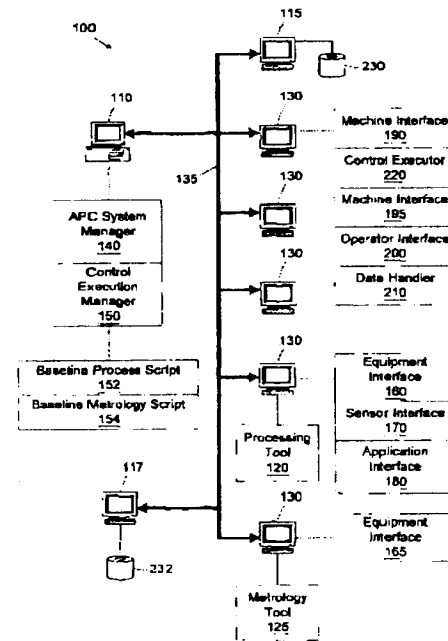 100
115
230
110
130
Machine Interface
190
135
Control Executor
220
130
Machine Interface
195
APC System
Manager
140
Operator Interface
200
Control
Execution
Manager
150
130
Data Handler
210
Baseline Process Script
152
Baseline Metrology Script
154
130
Equipment
Interface
160
Sensor Interface
170
Processing
Tool
120
Application
Interface
180
117
130
232
Equipment
Interface
165
Metrology
Tool
125